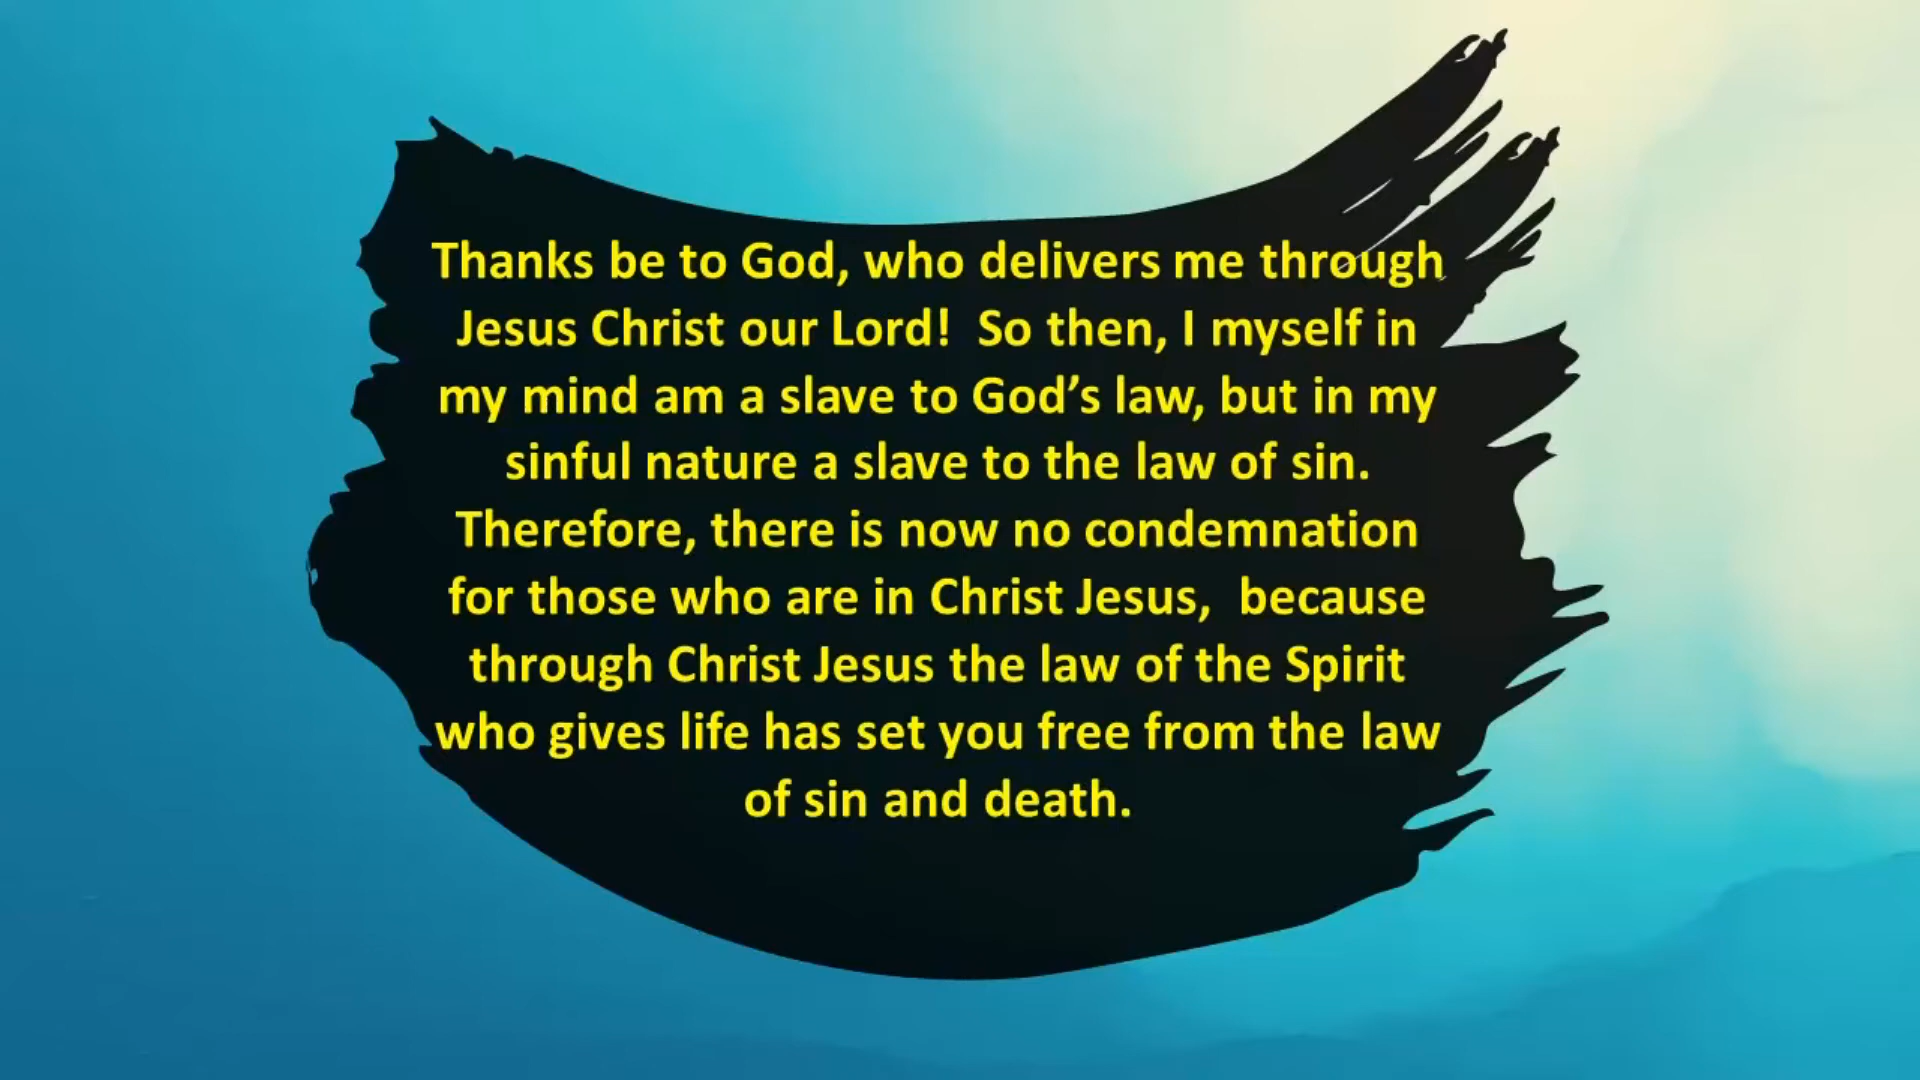 Thanks be to God, who delivers me through
Jesus Christ our Lord!  So then, I myself in
my mind am a slave to God’s law, but in my
sinful nature a slave to the law of sin.
Therefore, there is now no condemnation
for those who are in Christ Jesus,  because
through Christ Jesus the law of the Spirit
who gives life has set you free from the law
of sin and death.